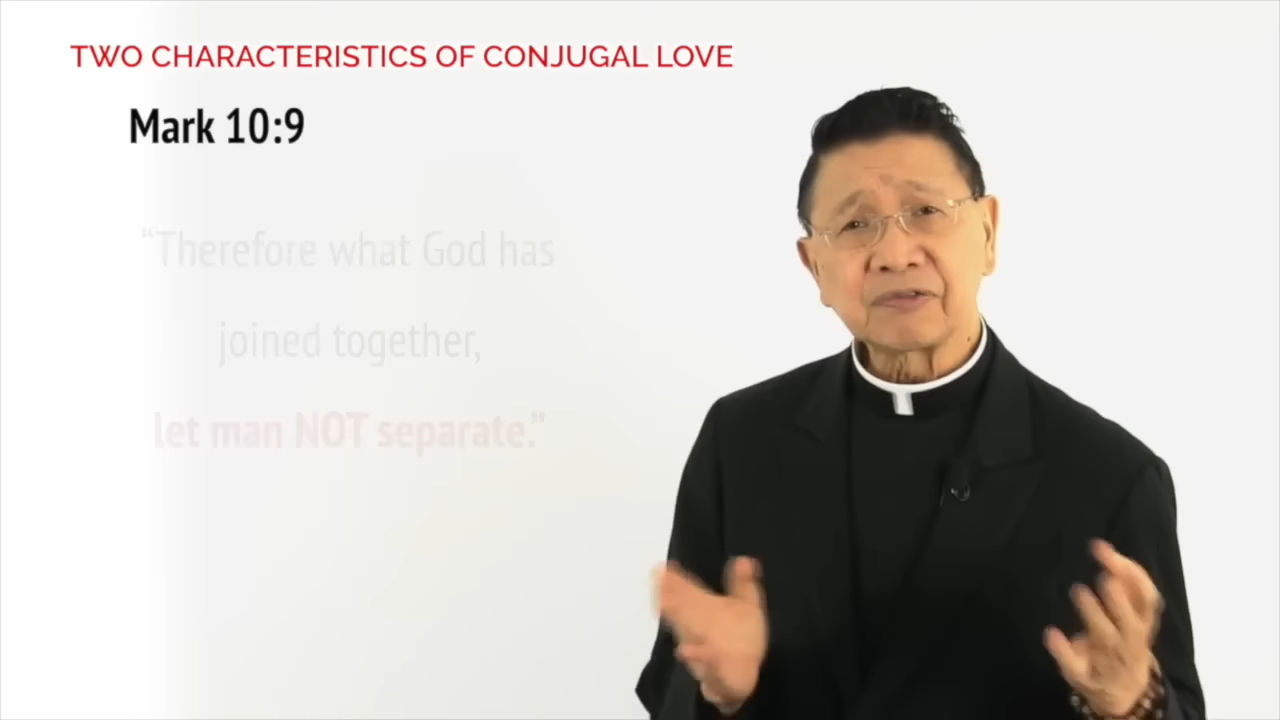 TWO CHARACTERISTICS OF CONJUGAL LOVE
Mark 10:9
“Therefore what God has
joined together,
let man NOT separate.”